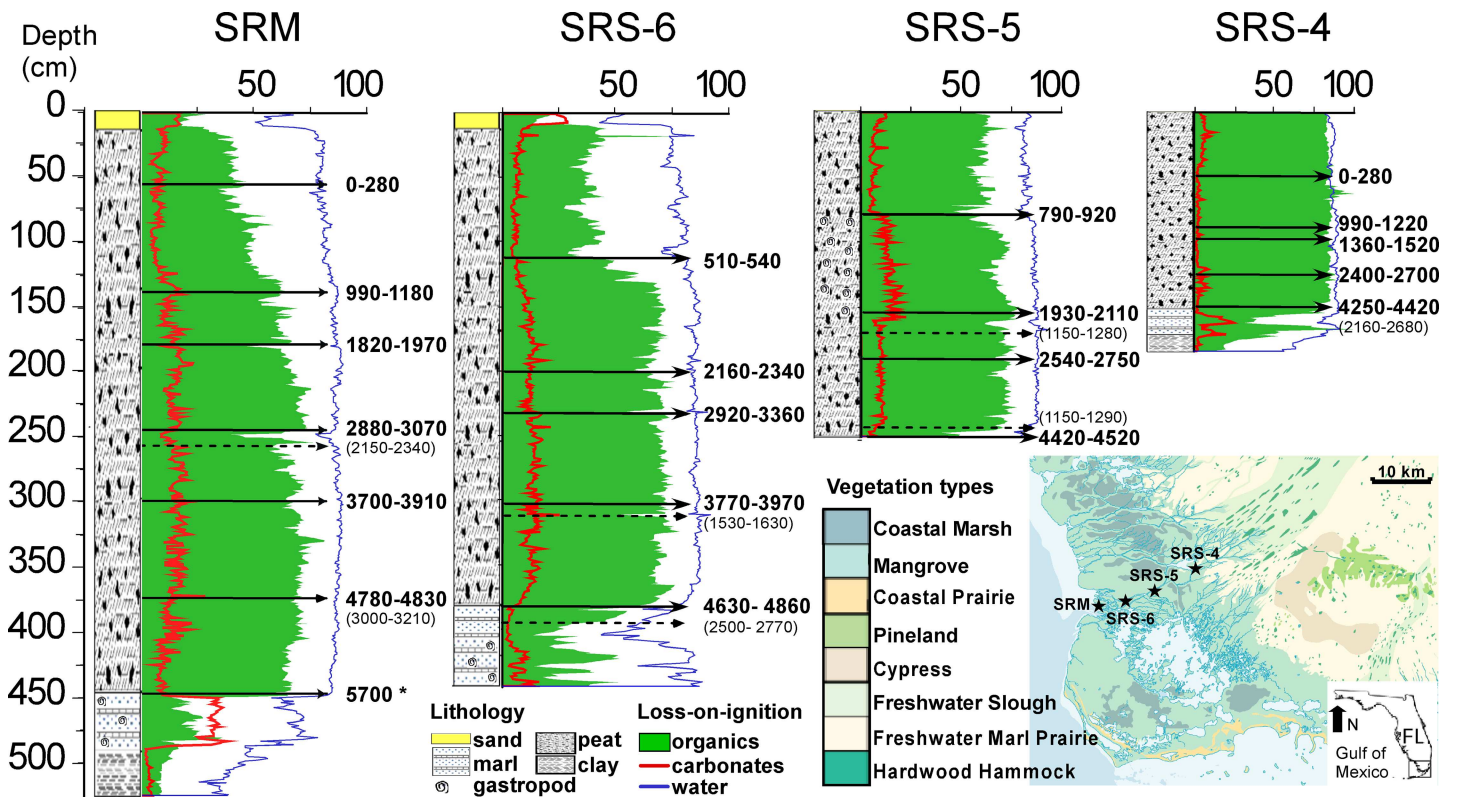 Depth
(cm)
SRM
SRS-6
SRS-5
SRS-4
50
100
50
100
50
100
50
100
0
50
100
150
200
250
300
350
400
450
500
0-280
990-1180
1820-1970
2880-3070
(2150-2340)
3700-3910
4780-4830
(3000-3210)
5700 *
510-540
2160-2340
2920-3360
3770-3970
(1530-1630)
4630- 4860
(2500- 2770)
790-920
1930-2110
(1150-1280)
2540-2750
(1150-1290)
4420-4520
0-280
990-1220
1360-1520
2400-2700
4250-4420
(2160-2680)
Lithology
sand
peat
marl
clay
gastropod
Loss-on-ignition
organics
carbonates
water
Vegetation types
Coastal Marsh
Mangrove
Coastal Prairie
Pineland
Cypress
Freshwater Slough
Freshwater Marl Prairie
Hardwood Hammock
10 km
SRS-4
SRS-5
SRM
SRS-6
N
FL
Gulf of
Mexico